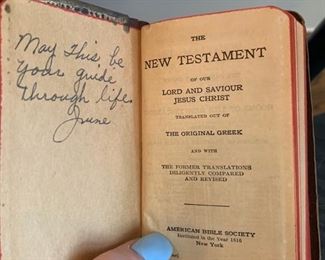 May This, be
Your guide
Through life,
June
THE
NEW TESTAMENT
OF OUR
LORD AND SAVIOUR
JESUS CHRIST
TRANSLATED OUT OF
THE ORIGINAL GREEK
AND WITH
THE FORMER TRANSLATIONS
DILIGENTLY COMPARED
AND REVISED
AMERICAN BIBLE SOCIETY
Instituted in the Year 1816
New York